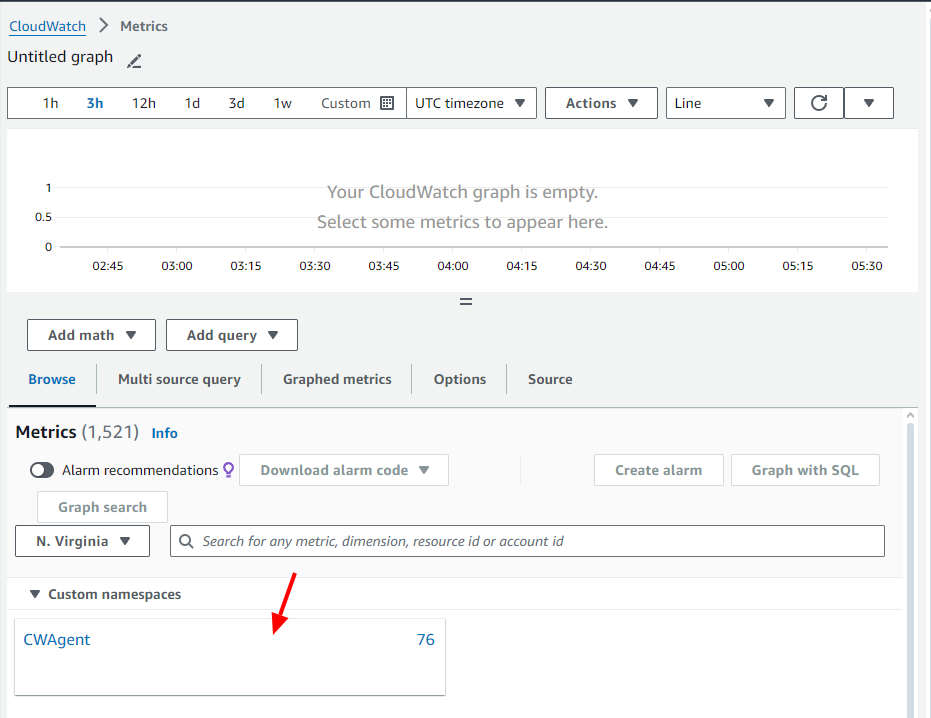 CloudWatch > Metrics
Untitled graph
1h 3h 12h 1d 3d 1w Custom UTC timezone Actions Line
1
0.5
0
Your CloudWatch graph is empty.
Select some metrics to appear here.
02:45 03:00 03:15 03:30 03:45 04:00 04:15 04:30 04:45 05:00 05:15 05:30
Add math Add query
Browse Multi source query Graphed metrics Options Source
Metrics (1,521) Info
Alarm recommendations Download alarm code Create alarm Graph with SQL
Graph search
N. Virginia Search for any metric, dimension, resource id or account id
Custom namespaces
CWAgent 76